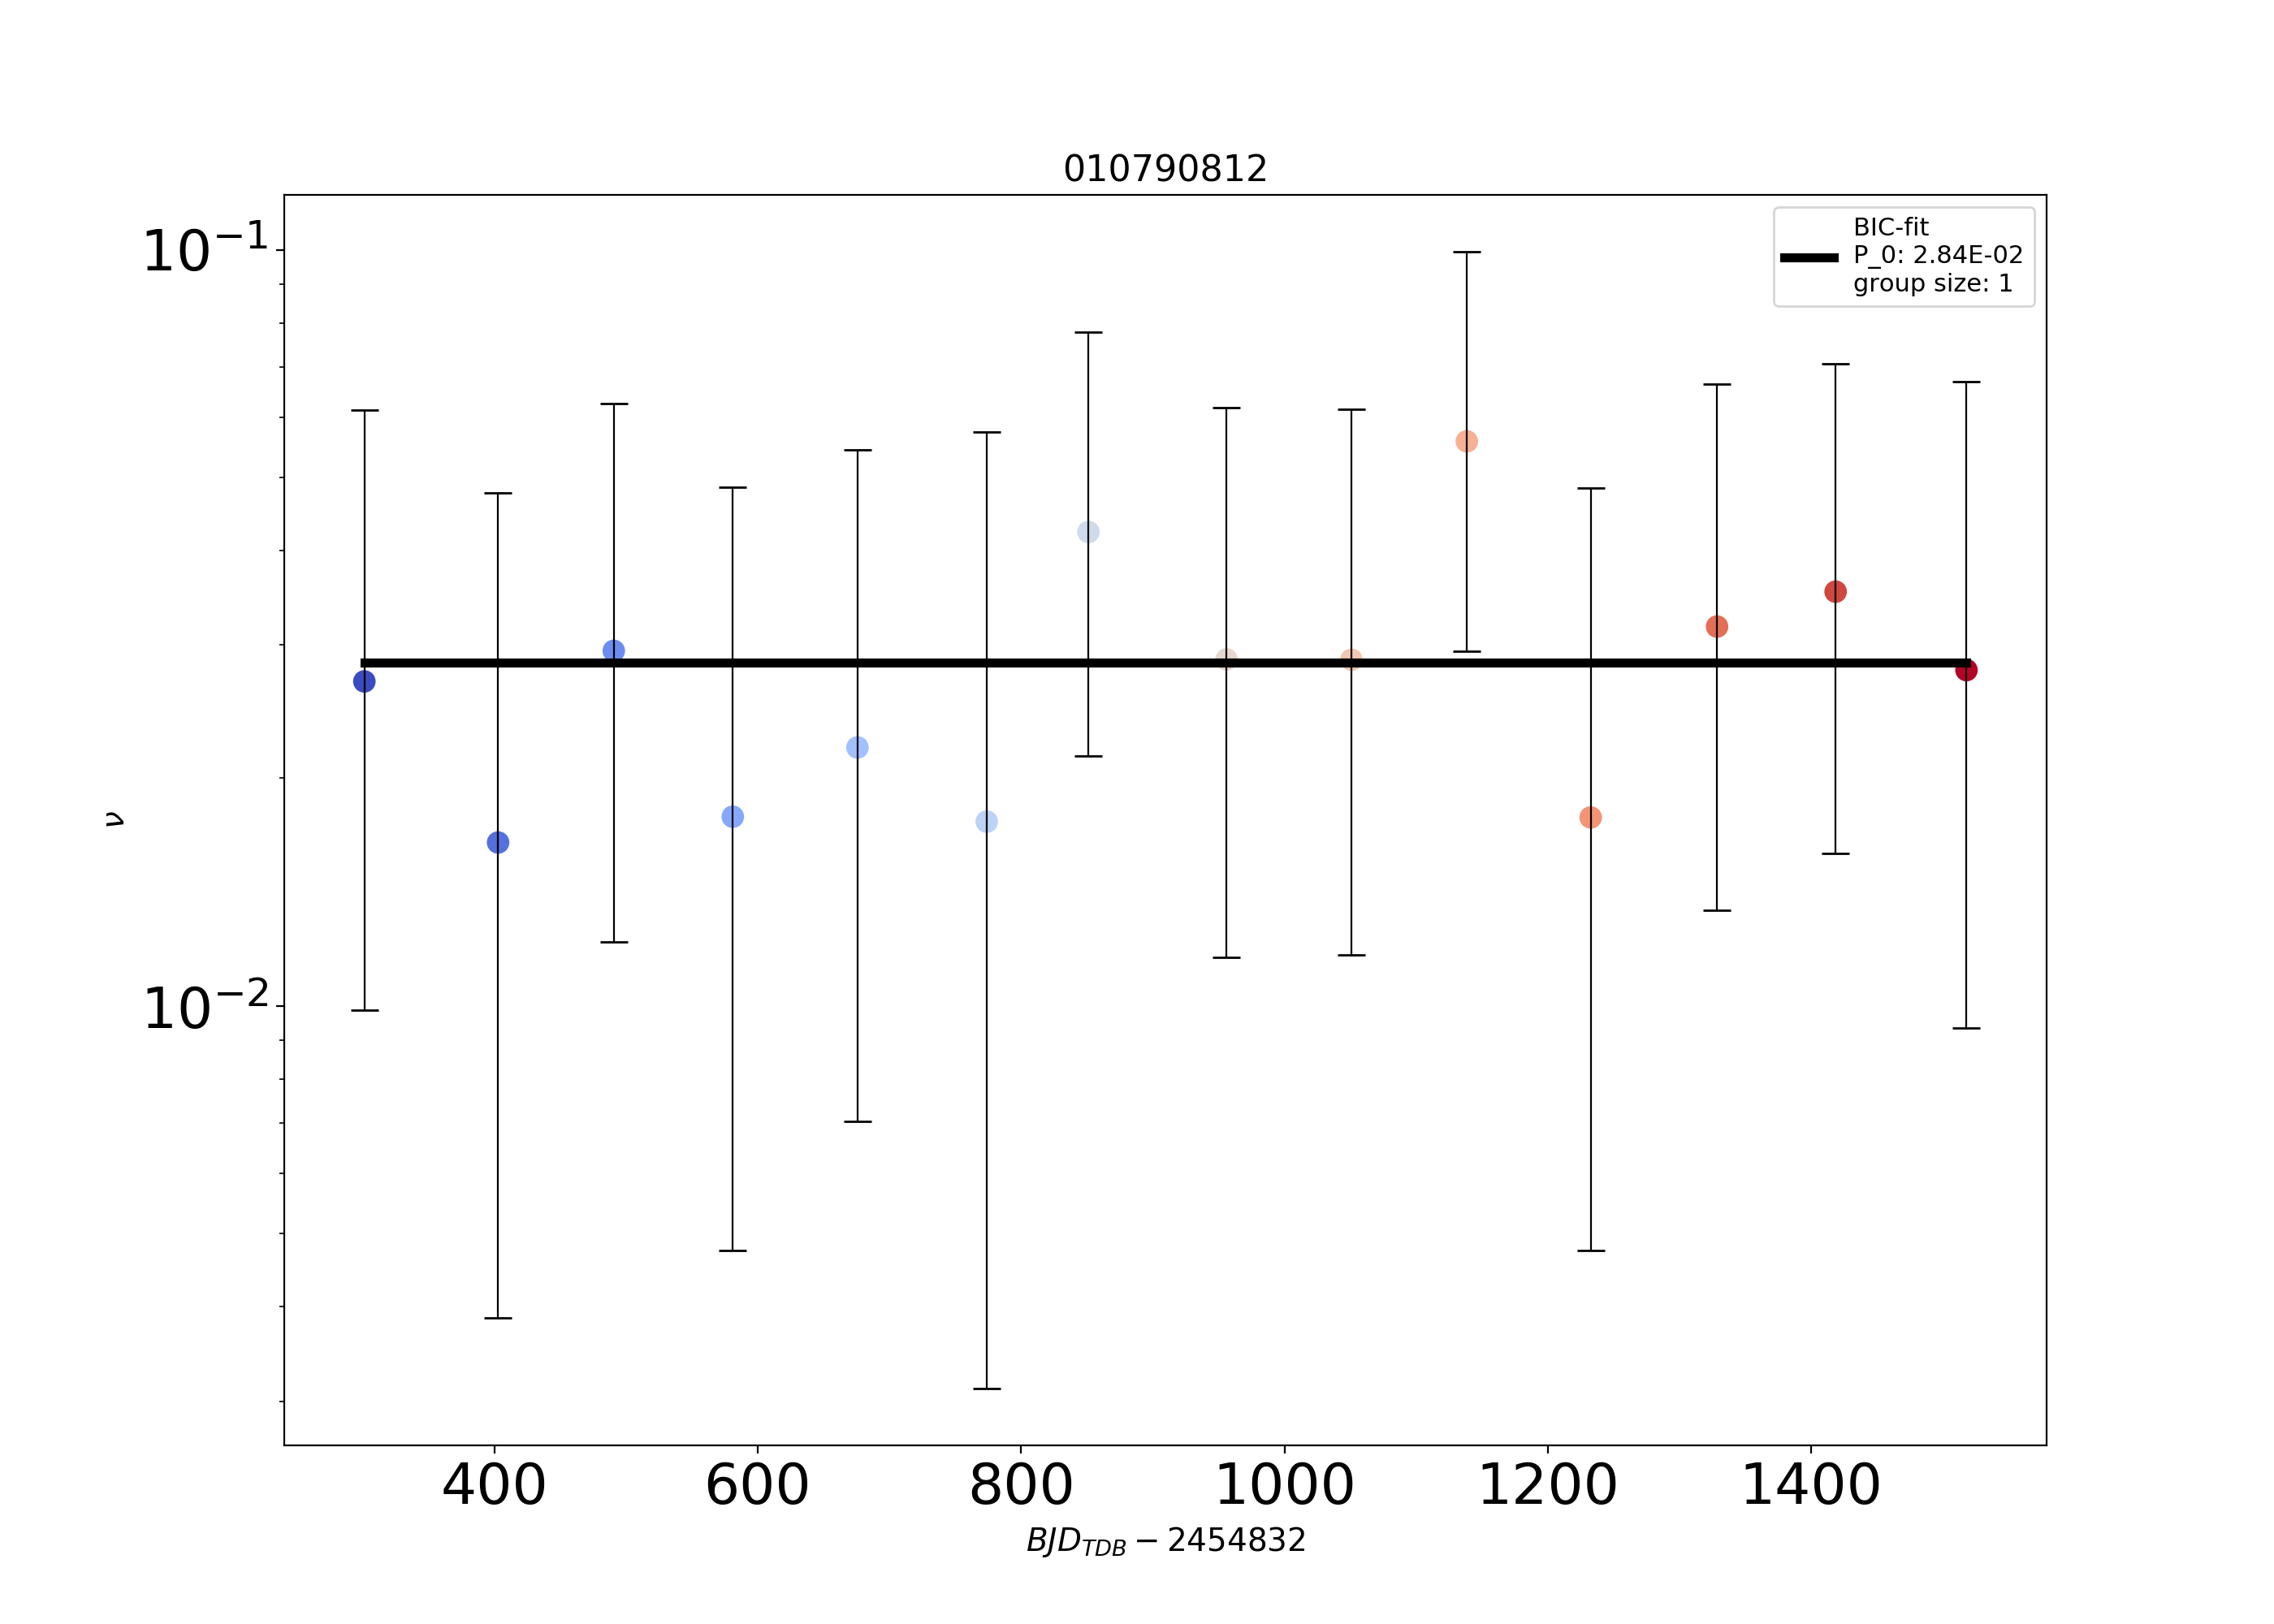 010790812
BIC-fit
P_0: 2.84E-02
group size: 1
10⁻¹
10⁻²
ν
400 600 800 1000 1200 1400
BJD_TDB − 2454832